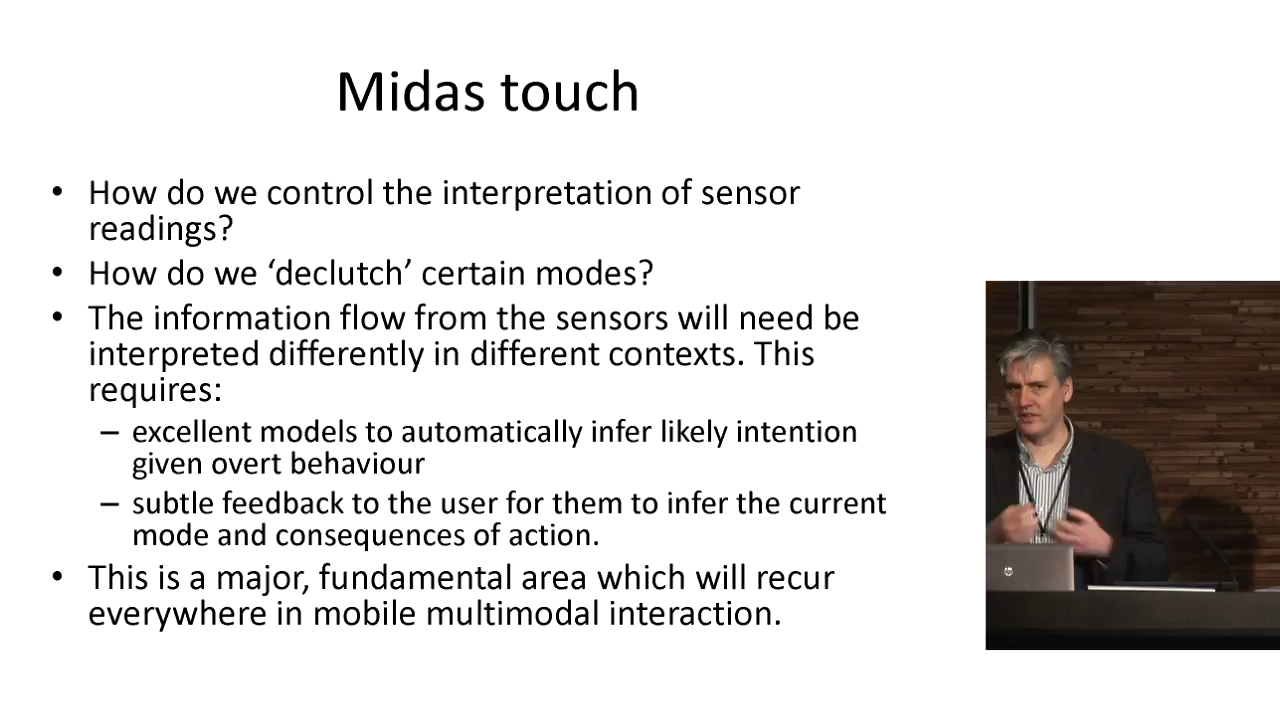 Midas touch
• How do we control the interpretation of sensor
readings?
• How do we ‘declutch’ certain modes?
• The information flow from the sensors will need be
interpreted differently in different contexts. This
requires:
– excellent models to automatically infer likely intention
given overt behaviour
– subtle feedback to the user for them to infer the current
mode and consequences of action.
• This is a major, fundamental area which will recur
everywhere in mobile multimodal interaction.
hp